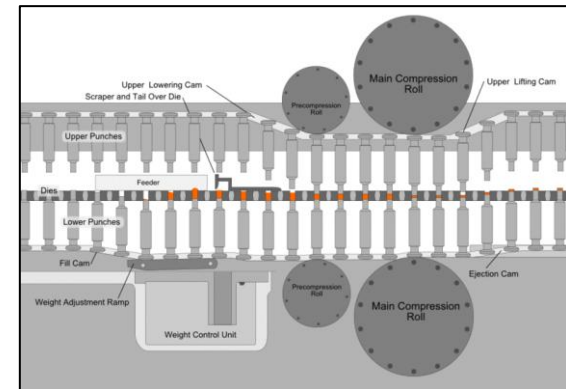 Upper Lowering Cam
Scraper and Tail Over Die
Precompression
Roll
Main Compression
Roll
Upper Lifting Cam
Upper Punches
Feeder
Dies
Lower Punches
Fill Cam
Weight Adjustment Ramp
Weight Control Unit
Precompression
Roll
Main Compression
Roll
Ejection Cam